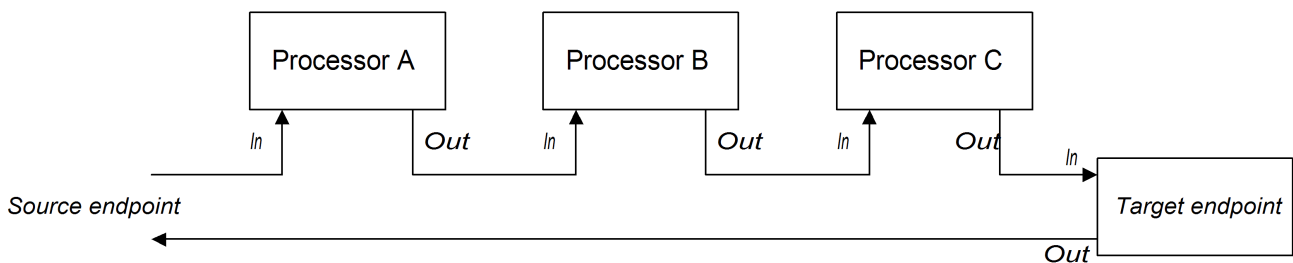 Processor A
Processor B
Processor C
In
Out
In
Out
In
Out
In
Source endpoint
Target endpoint
Out